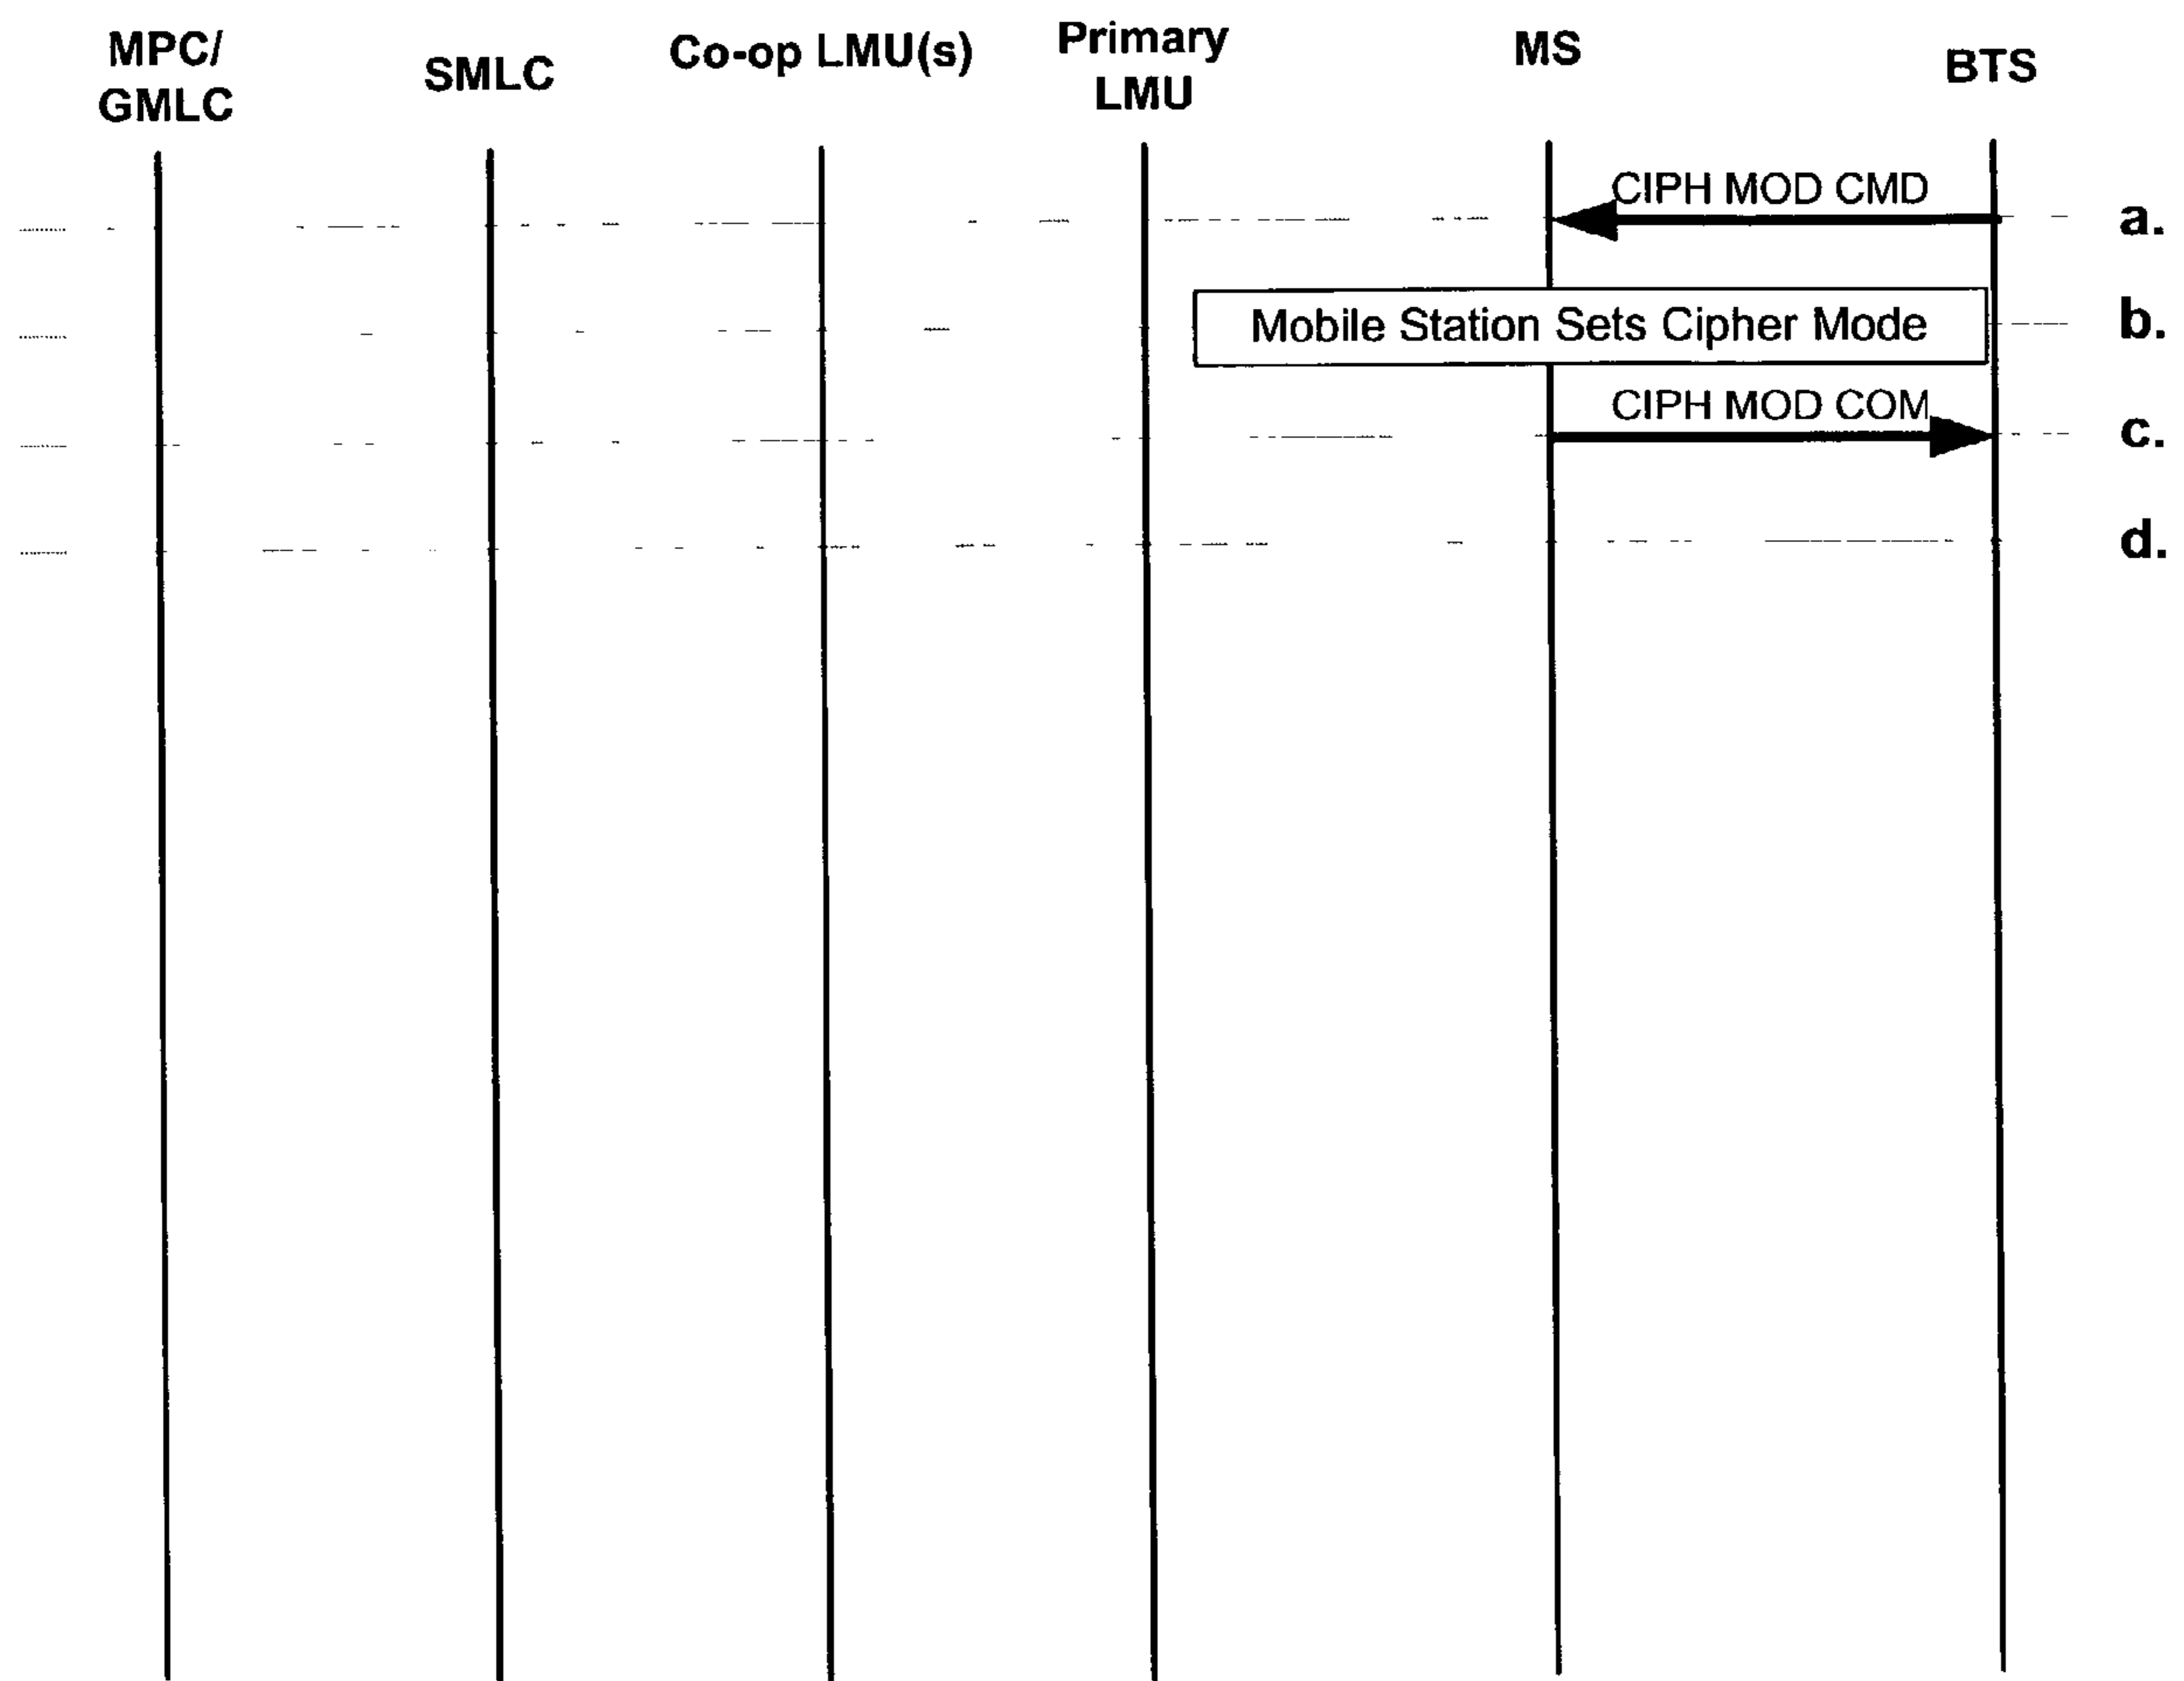 MPC/
GMLC
SMLC
Co-op LMU(s)
Primary
LMU
MS
BTS
CIPH MOD CMD
a.
Mobile Station Sets Cipher Mode
b.
CIPH MOD COM
c.
d.